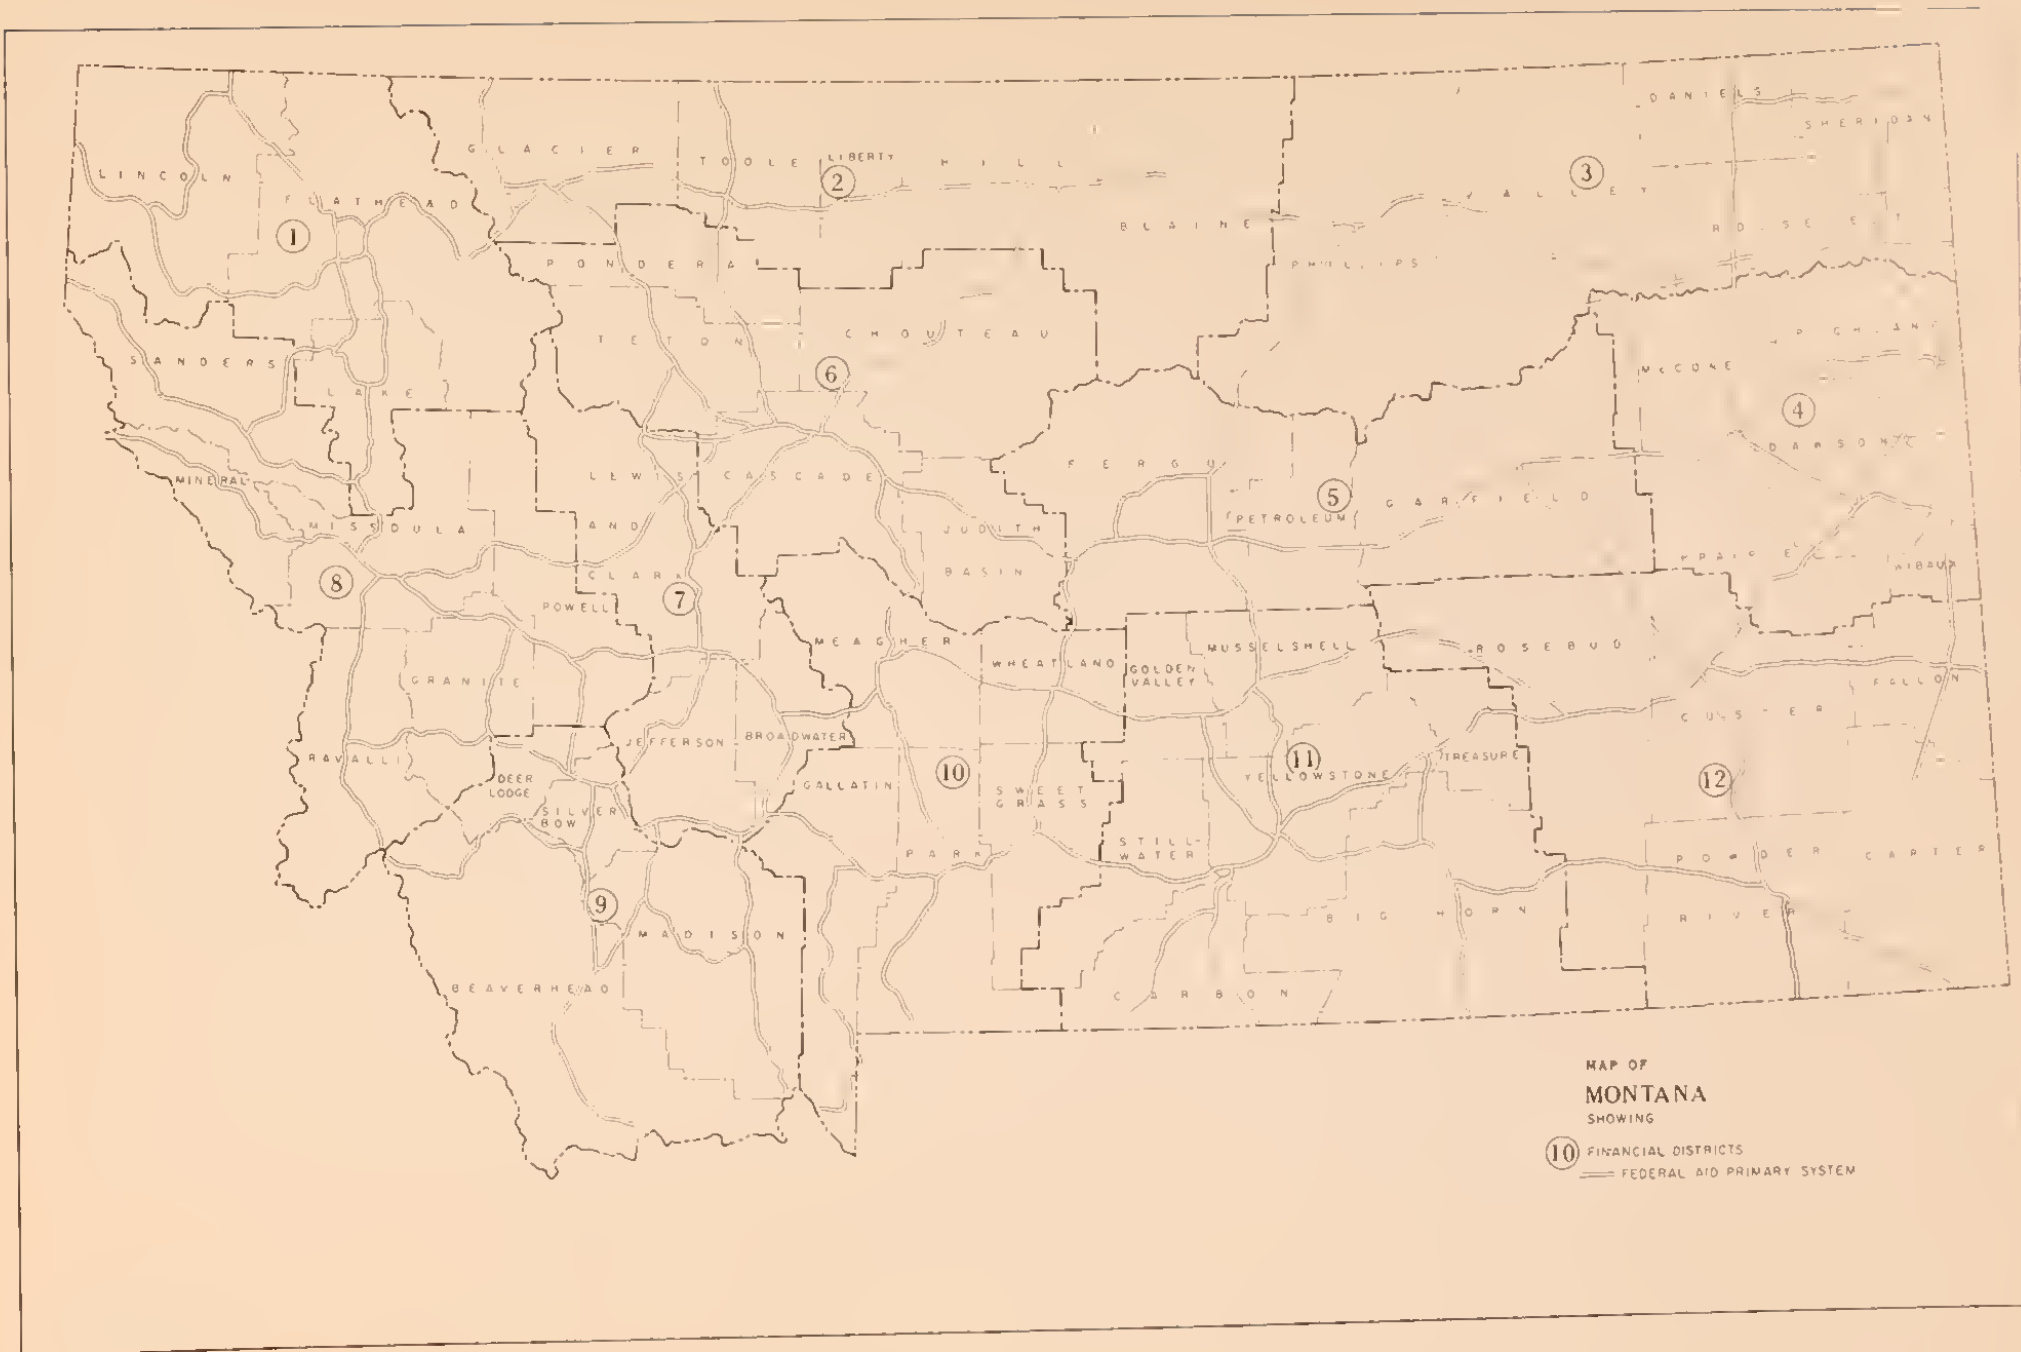 DANIELS
SHERIDAN
GLACIER
TOOLE
LIBERTY
HILL
LINCOLN
2
3
VALLEY
FLATHEAD
1
BLAINE
PONDERA
PHILLIPS
CHOUTEAU
TETON
SANDERS
6
McCONE
LAKE
4
DAWSON
LEWIS
CASCADE
MINERAL
5
GARFIELD
PETROLEUM
MISSOULA
AND
JUDITH
BASIN
8
CLARK
POWELL
7
WIBAUX
MEAGHER
MUSSELSHELL
ROSEBUD
WHEATLAND
GOLDEN
VALLEY
GRANITE
FALLON
CUSTER
JEFFERSON
BROADWATER
RAVALLI
10
11
TREASURE
DEER
LODGE
GALLATIN
YELLOWSTONE
12
SWEET
GRASS
SILVER
BOW
STILL-
WATER
PARK
POWDER
CARTER
9
BIG HORN
RIVER
MADISON
BEAVERHEAD
CARBON
MAP OF
MONTANA
SHOWING
10 FINANCIAL DISTRICTS
FEDERAL AID PRIMARY SYSTEM